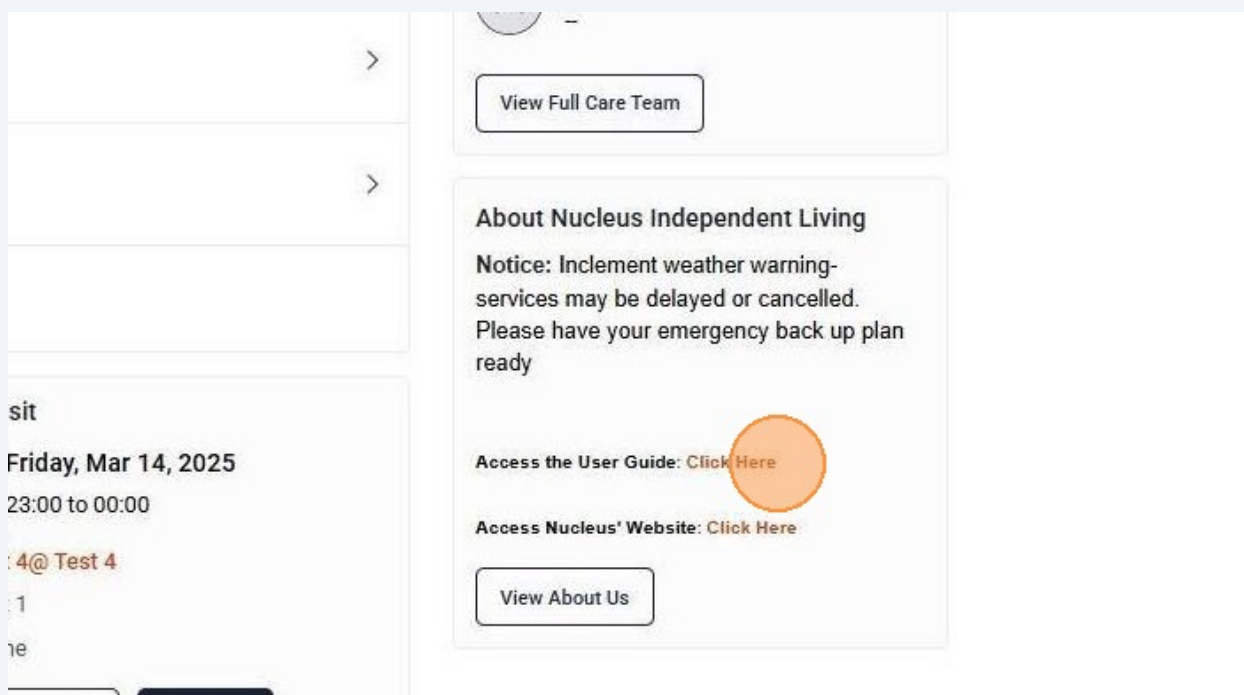 View Full Care Team
About Nucleus Independent Living
Notice: Inclement weather warning-
services may be delayed or cancelled.
Please have your emergency back up plan
ready
Access the User Guide: Click Here
Access Nucleus' Website: Click Here
View About Us
sit
Friday, Mar 14, 2025
23:00 to 00:00
4@ Test 4
1